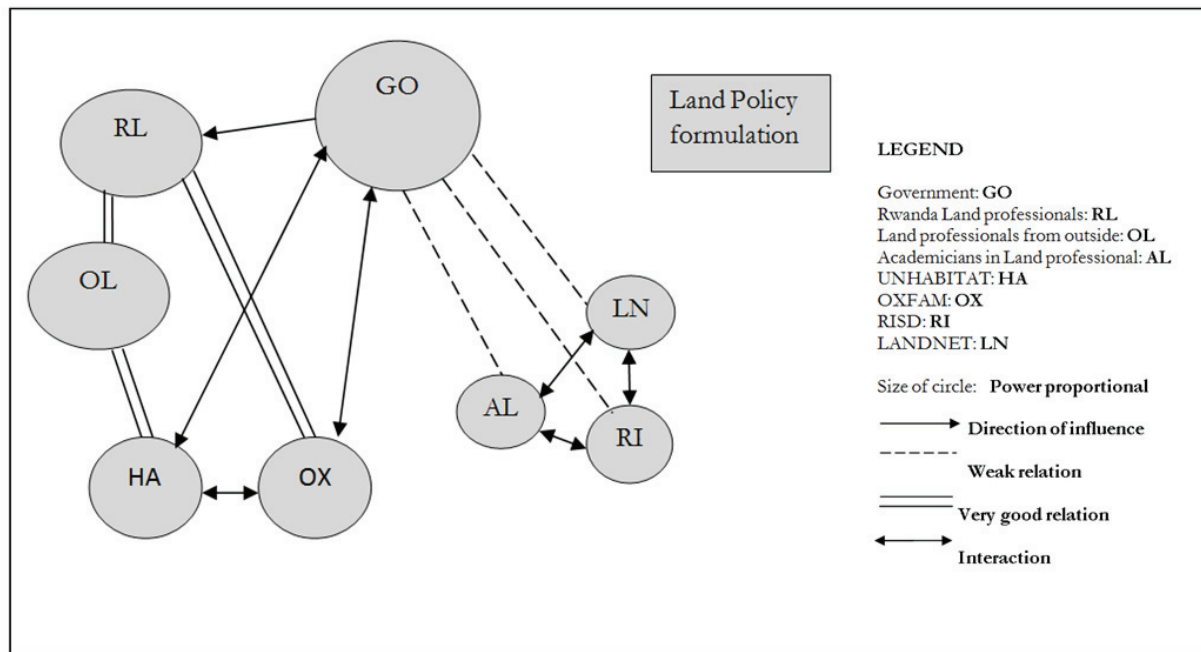 GO
RL
OL
HA
OX
LN
AL
RI
Land Policy
formulation
LEGEND
Government: GO
Rwanda Land professionals: RL
Land professionals from outside: OL
Academicians in Land professional: AL
UNHABITAT: HA
OXFAM: OX
RISD: RI
LANDNET: LN
Size of circle: Power proportional
Direction of influence
Weak relation
Very good relation
Interaction